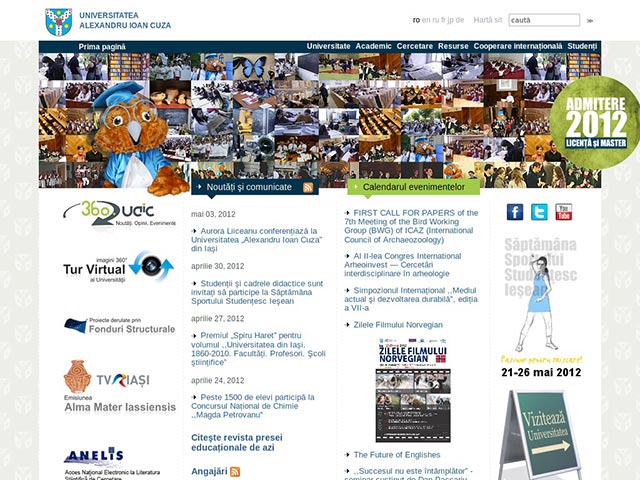 UNIVERSITATEA
ALEXANDRU IOAN CUZA
ro en ru fr jp de
Hartă sit
caută
Prima pagină
Universitate Academic Cercetare Resurse Cooperare internaţională Studenţi
ADMITERE
2012
LICENȚĂ și MASTER
Noutăţi şi comunicate
Calendarul evenimentelor
360 uaic
Noutăți, Opinii, Evenimente
imagini 360°
Tur Virtual
al Universităţii
Proiecte derulate prin
Fonduri Structurale
TV IAŞI
Emisiunea
Alma Mater Iassiensis
ANELiS
Acces Naţional Electronic la Literatura
Ştiinţifică de Cercetare
mai 03, 2012
Aurora Liiceanu conferenţiază la
Universitatea „Alexandru Ioan Cuza”
din Iaşi
aprilie 30, 2012
Studenţii şi cadrele didactice sunt
invitaţi să participe la Săptămâna
Sportului Studenţesc Ieşean
aprilie 27, 2012
Premiul „Spiru Haret” pentru
volumul ,,Universitatea din Iaşi.
1860-2010. Facultăţi. Profesori. Şcoli
ştiinţifice”
aprilie 24, 2012
Peste 1500 de elevi participă la
Concursul Naţional de Chimie
,,Magda Petrovanu”
Citeşte revista presei
educaţionale de azi
Angajări
FIRST CALL FOR PAPERS of the
7th Meeting of the Bird Working
Group (BWG) of ICAZ (International
Council of Archaeozoology)
Al II-lea Congres Internaţional
Arheoinvest — Cercetări
interdisciplinare în arheologie
Simpozionul Internaţional ,,Mediul
actual şi dezvoltarea durabilă”, ediţia
a VII-a
Zilele Filmului Norvegian
ZILELE FILMULUI
NORVEGIAN
The Future of Englishes
,,Succesul nu este întâmplător” -
seminar susţinut de Dan Pascariu
You
Tube
Săptămâna
Sportului
Studenţesc
Ieşean
Pasiune pentru mişcare!
21-26 mai 2012
Vizitează
Universitatea